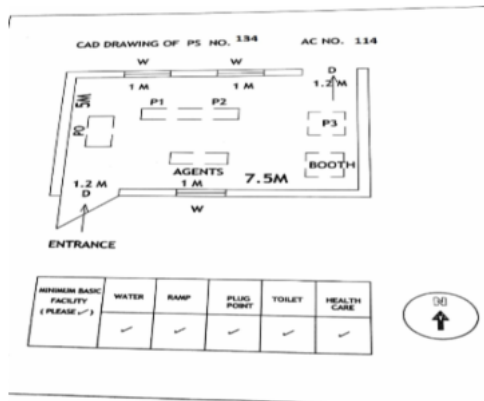 CAD DRAWING OF PS NO. 134 AC NO. 114
W W D
1 M 1 M 1.2 M
5M
P1 P2
PO
P3
AGENTS
BOOTH
1.2 M 1 M 7.5M
D
W
ENTRANCE
MINIMUM BASIC
FACILITY
( PLEASE ✓ )
WATER
RAMP
PLUG
POINT
TOILET
HEALTH
CARE
✓ ✓ ✓ ✓ ✓
N